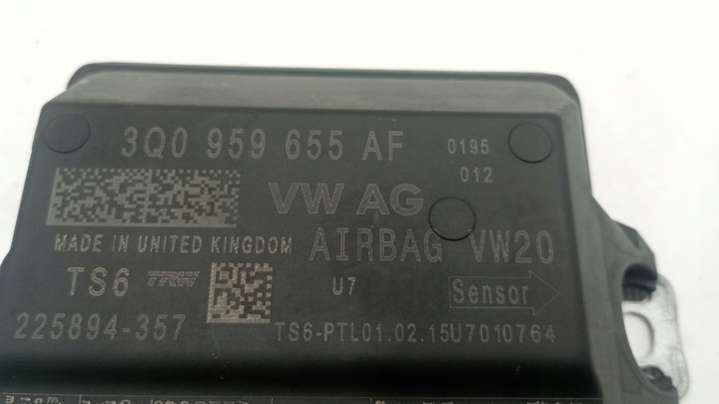 3Q0 959 655 AF 0195
012
VW AG
MADE IN UNITED KINGDOM AIRBAG VW20
TS6 TRW U7 Sensor
225894-357 TS6-PTL01.02.15U7010764